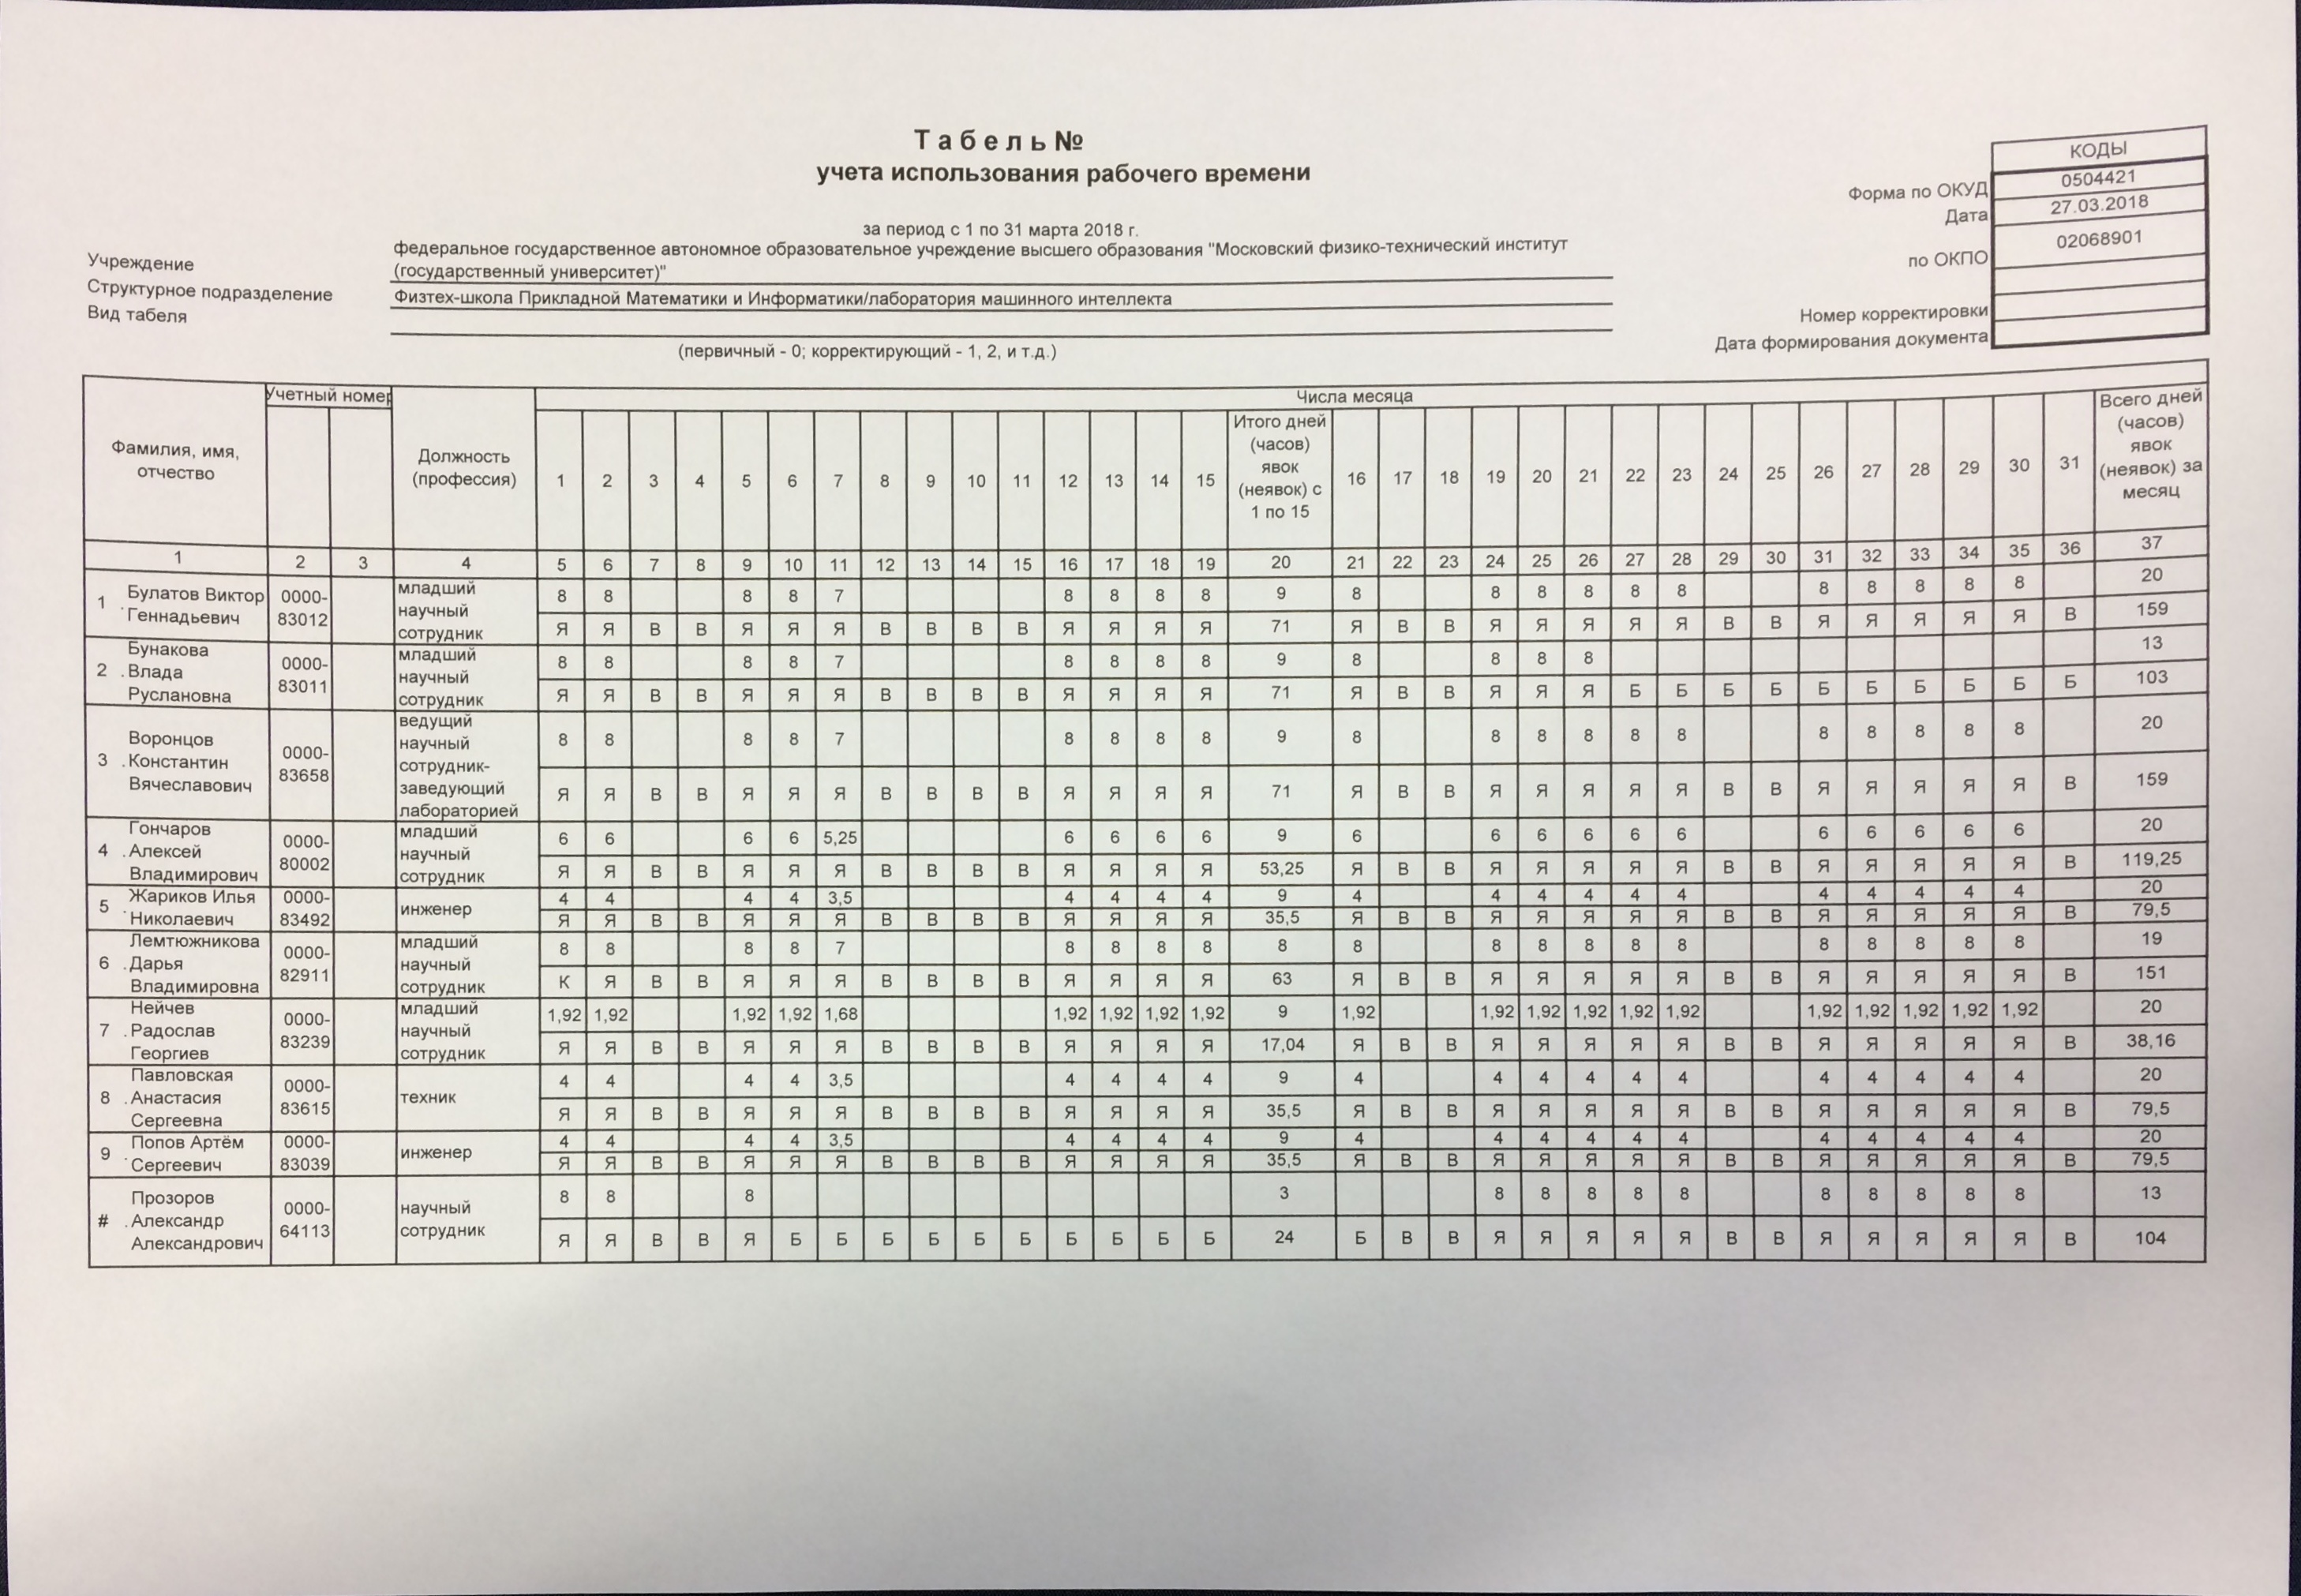 Т а б е л ь №
учета использования рабочего времени
КОДЫ
Форма по ОКУД 0504421
Дата 27.03.2018
за период с 1 по 31 марта 2018 г.
Учреждение федеральное государственное автономное образовательное учреждение высшего образования "Московский физико-технический институт
(государственный университет)"
по ОКПО 02068901
Структурное подразделение Физтех-школа Прикладной Математики и Информатики/лаборатория машинного интеллекта
Вид табеля
Номер корректировки
Дата формирования документа
(первичный - 0; корректирующий - 1, 2, и т.д.)
Фамилия, имя,
отчество
Учетный номер
Должность
(профессия)
Числа месяца
1 2 3 4 5 6 7 8 9 10 11 12 13 14 15
Итого дней
(часов)
явок
(неявок) с
1 по 15
16 17 18 19 20 21 22 23 24 25 26 27 28 29 30 31
Всего дней
(часов)
явок
(неявок) за
месяц
1 2 3 4 5 6 7 8 9 10 11 12 13 14 15 16 17 18 19 20 21 22 23 24 25 26 27 28 29 30 31 32 33 34 35 36 37
1 . Булатов Виктор
Геннадьевич
0000-
83012
младший
научный
сотрудник
8 8 8 8 7 8 8 8 8 9 8 8 8 8 8 8 8 8 8 8 8 20
Я Я В В Я Я Я В В В В Я Я Я Я 71 Я В В Я Я Я Я Я В В Я Я Я Я Я В 159
2 . Бунакова
Влада
Руслановна
0000-
83011
младший
научный
сотрудник
8 8 8 8 7 8 8 8 8 9 8 8 8 8 13
Я Я В В Я Я Я В В В В Я Я Я Я 71 Я В В Я Я Я Б Б Б Б Б Б Б Б Б Б 103
3 . Воронцов
Константин
Вячеславович
0000-
83658
ведущий
научный
сотрудник-
заведующий
лабораторией
8 8 8 8 7 8 8 8 8 9 8 8 8 8 8 8 8 8 8 8 8 20
Я Я В В Я Я Я В В В В Я Я Я Я 71 Я В В Я Я Я Я Я В В Я Я Я Я Я В 159
4 . Гончаров
Алексей
Владимирович
0000-
80002
младший
научный
сотрудник
6 6 6 6 5,25 6 6 6 6 9 6 6 6 6 6 6 6 6 6 6 6 20
Я Я В В Я Я Я В В В В Я Я Я Я 53,25 Я В В Я Я Я Я Я В В Я Я Я Я Я В 119,25
5 . Жариков Илья
Николаевич
0000-
83492
инженер
4 4 4 4 3,5 4 4 4 4 9 4 4 4 4 4 4 4 4 4 4 4 20
Я Я В В Я Я Я В В В В Я Я Я Я 35,5 Я В В Я Я Я Я Я В В Я Я Я Я Я В 79,5
6 . Лемтюжникова
Дарья
Владимировна
0000-
82911
младший
научный
сотрудник
8 8 8 8 7 8 8 8 8 8 8 8 8 8 8 8 8 8 8 8 8 19
К Я В В Я Я Я В В В В Я Я Я Я 63 Я В В Я Я Я Я Я В В Я Я Я Я Я В 151
7 . Нейчев
Радослав
Георгиев
0000-
83239
младший
научный
сотрудник
1,92 1,92 1,92 1,92 1,68 1,92 1,92 1,92 1,92 9 1,92 1,92 1,92 1,92 1,92 1,92 1,92 1,92 1,92 1,92 1,92 20
Я Я В В Я Я Я В В В В Я Я Я Я 17,04 Я В В Я Я Я Я Я В В Я Я Я Я Я В 38,16
8 . Павловская
Анастасия
Сергеевна
0000-
83615
техник
4 4 4 4 3,5 4 4 4 4 9 4 4 4 4 4 4 4 4 4 4 4 20
Я Я В В Я Я Я В В В В Я Я Я Я 35,5 Я В В Я Я Я Я Я В В Я Я Я Я Я В 79,5
9 . Попов Артём
Сергеевич
0000-
83039
инженер
4 4 4 4 3,5 4 4 4 4 9 4 4 4 4 4 4 4 4 4 4 4 20
Я Я В В Я Я Я В В В В Я Я Я Я 35,5 Я В В Я Я Я Я Я В В Я Я Я Я Я В 79,5
# . Прозоров
Александр
Александрович
0000-
64113
научный
сотрудник
8 8 8 3 8 8 8 8 8 8 8 8 8 8 13
Я Я В В Я Б Б Б Б Б Б Б Б Б Б 24 Б В В Я Я Я Я Я В В Я Я Я Я Я В 104